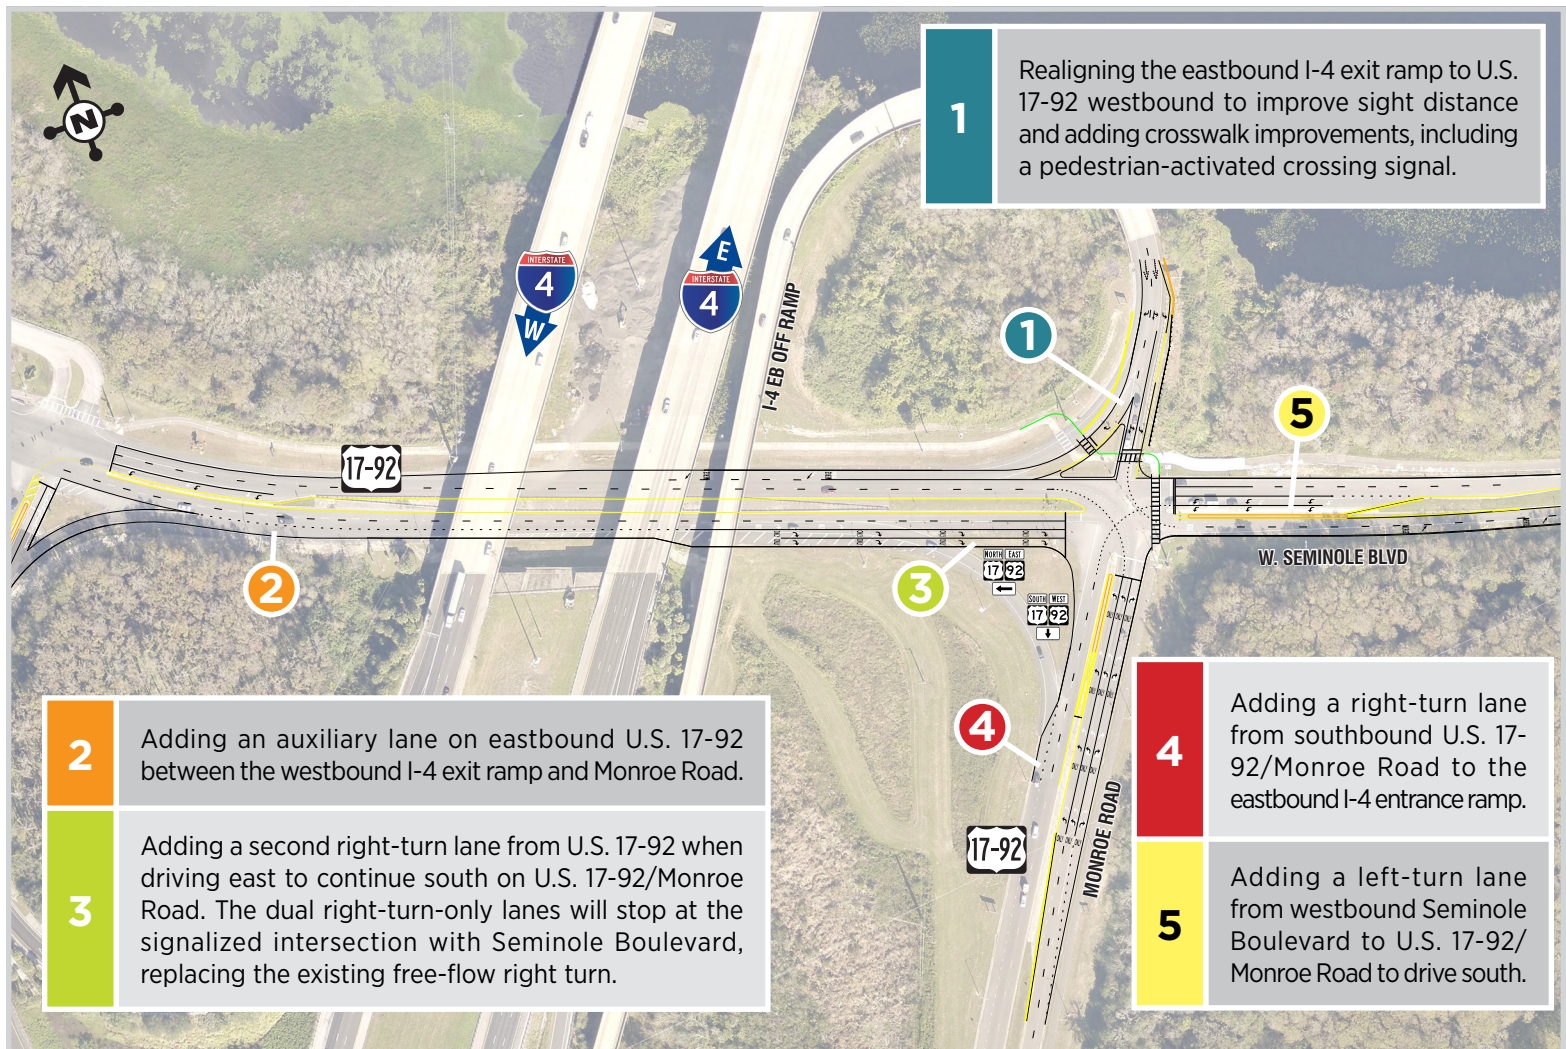 N
1
Realigning the eastbound I-4 exit ramp to U.S.
17-92 westbound to improve sight distance
and adding crosswalk improvements, including
a pedestrian-activated crossing signal.
INTERSTATE
4
W
E
INTERSTATE
4
I-4 EB OFF RAMP
1
5
17-92
W. SEMINOLE BLVD
2
3
NORTH EAST
17 92
SOUTH WEST
17 92
4
17-92
MONROE ROAD
2
Adding an auxiliary lane on eastbound U.S. 17-92
between the westbound I-4 exit ramp and Monroe Road.
3
Adding a second right-turn lane from U.S. 17-92 when
driving east to continue south on U.S. 17-92/Monroe
Road. The dual right-turn-only lanes will stop at the
signalized intersection with Seminole Boulevard,
replacing the existing free-flow right turn.
4
Adding a right-turn lane
from southbound U.S. 17-
92/Monroe Road to the
eastbound I-4 entrance ramp.
5
Adding a left-turn lane
from westbound Seminole
Boulevard to U.S. 17-92/
Monroe Road to drive south.